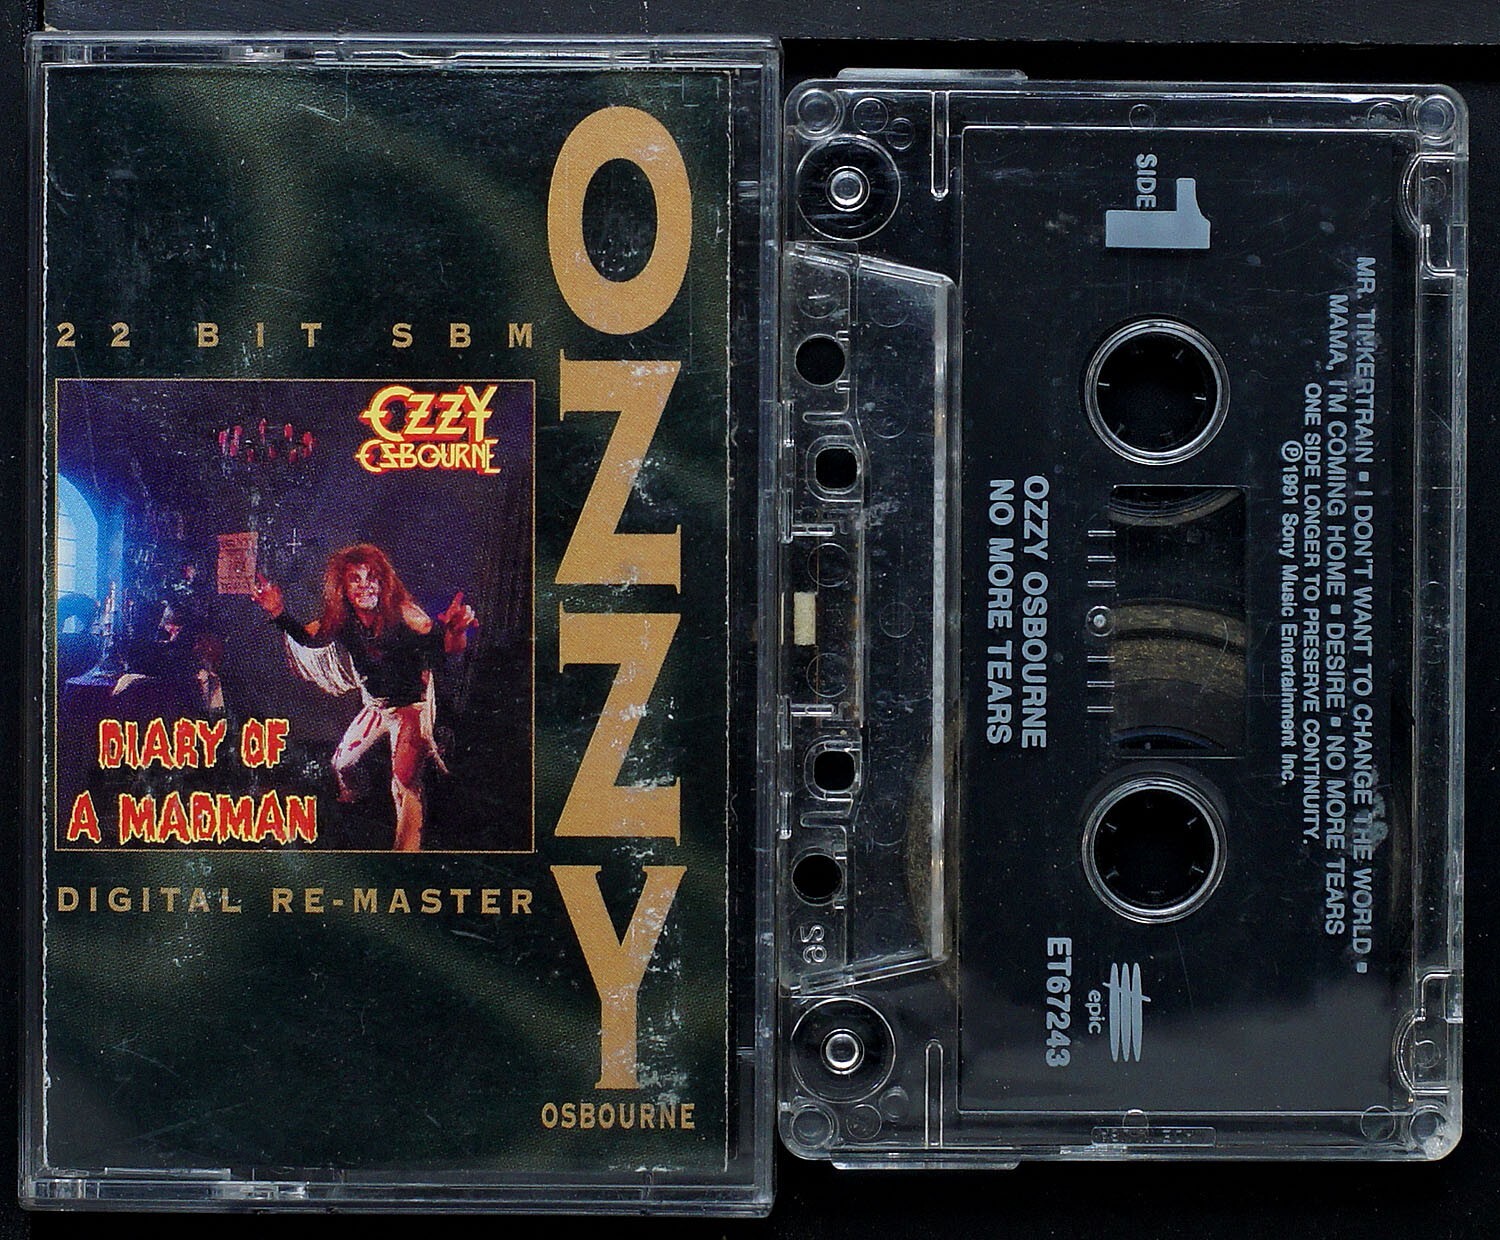 22 BIT SBM
OZZY
OSBOURNE
DIARY OF
A MADMAN
DIGITAL RE-MASTER
OZZY
OSBOURNE
SIDE 1
MR. TINKERTRAIN ▪ I DON'T WANT TO CHANGE THE WORLD ▪
MAMA, I'M COMING HOME ▪ DESIRE ▪ NO MORE TEARS
ONE SIDE LONGER TO PRESERVE CONTINUITY.
℗1991 Sony Music Entertainment Inc.
OZZY OSBOURNE
NO MORE TEARS
epic
ET67243